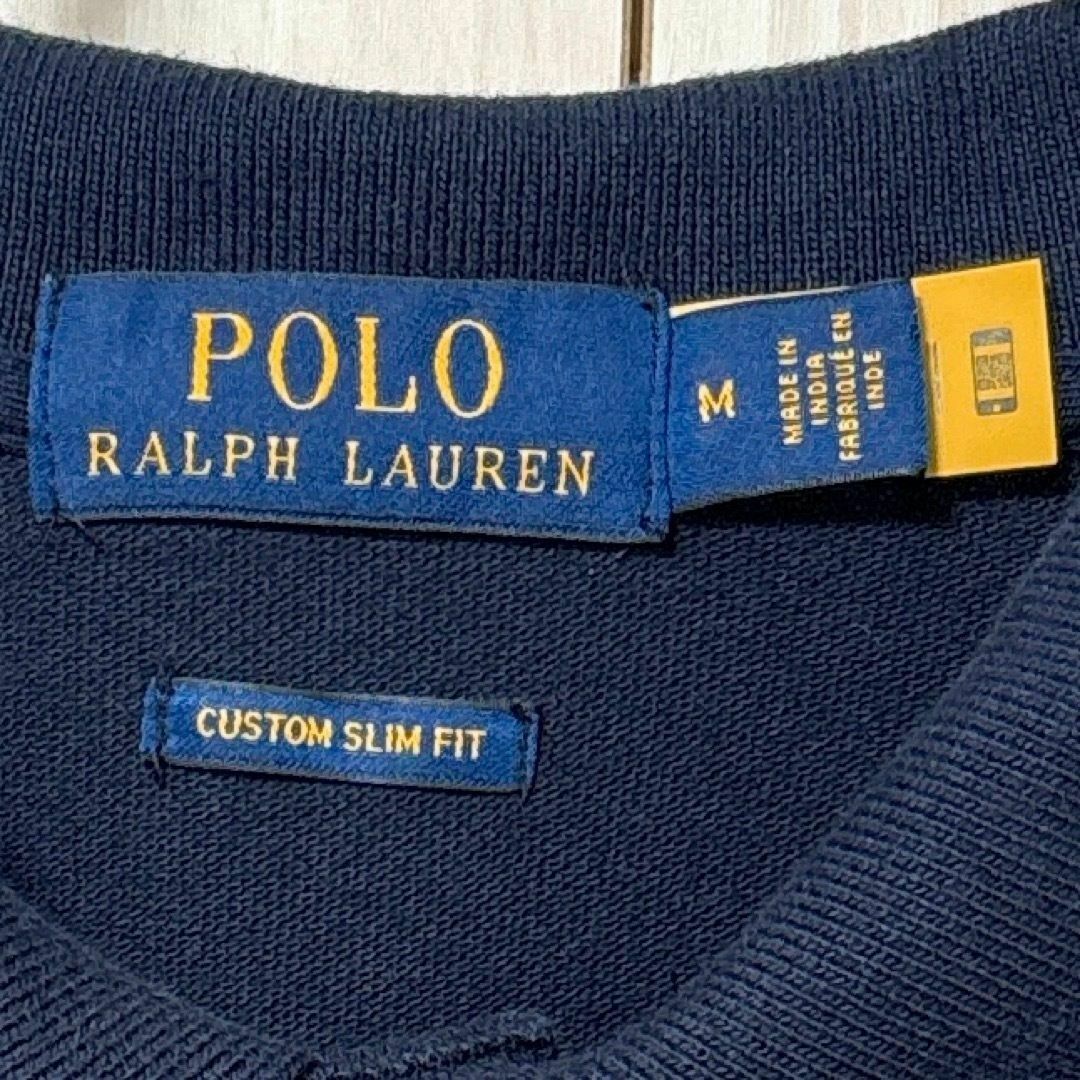 POLO
RALPH LAUREN
M
MADE IN
INDIA
FABRIQUÉ EN
INDE
CUSTOM SLIM FIT